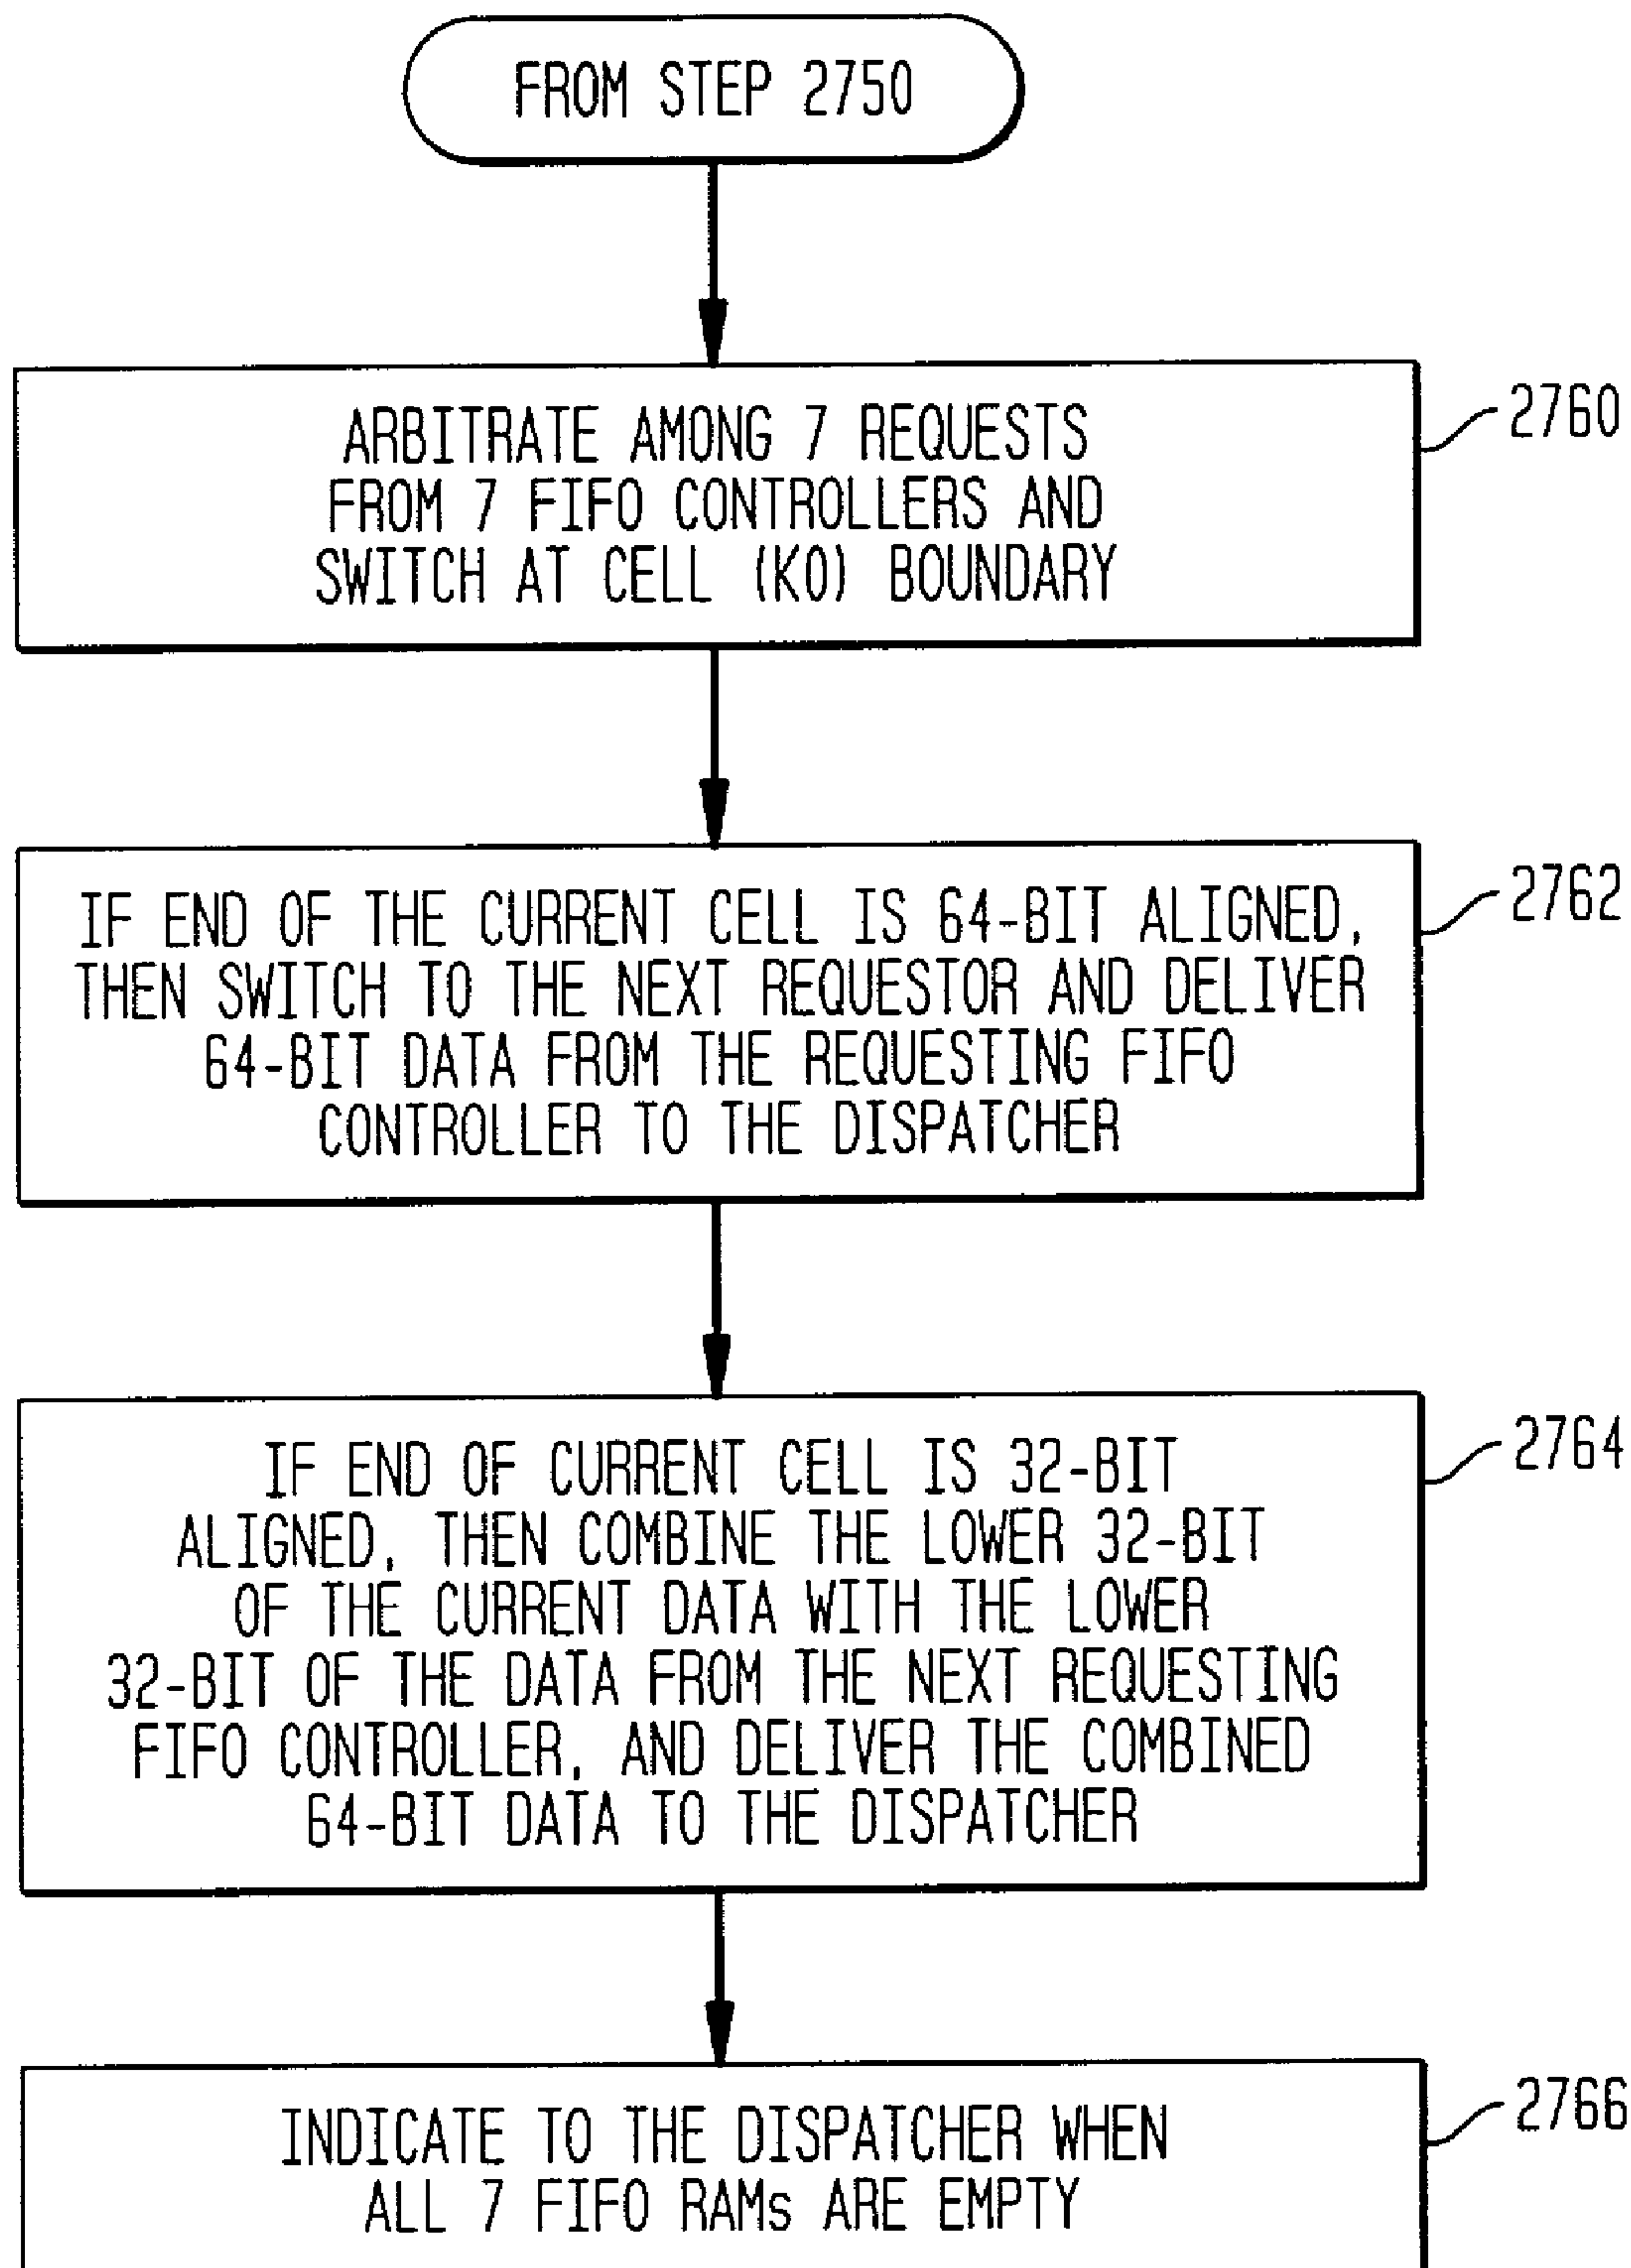 FROM STEP 2750
ARBITRATE AMONG 7 REQUESTS
FROM 7 FIFO CONTROLLERS AND
SWITCH AT CELL (K0) BOUNDARY
2760
IF END OF THE CURRENT CELL IS 64-BIT ALIGNED,
THEN SWITCH TO THE NEXT REQUESTOR AND DELIVER
64-BIT DATA FROM THE REQUESTING FIFO
CONTROLLER TO THE DISPATCHER
2762
IF END OF CURRENT CELL IS 32-BIT
ALIGNED, THEN COMBINE THE LOWER 32-BIT
OF THE CURRENT DATA WITH THE LOWER
32-BIT OF THE DATA FROM THE NEXT REQUESTING
FIFO CONTROLLER, AND DELIVER THE COMBINED
64-BIT DATA TO THE DISPATCHER
2764
INDICATE TO THE DISPATCHER WHEN
ALL 7 FIFO RAMs ARE EMPTY
2766